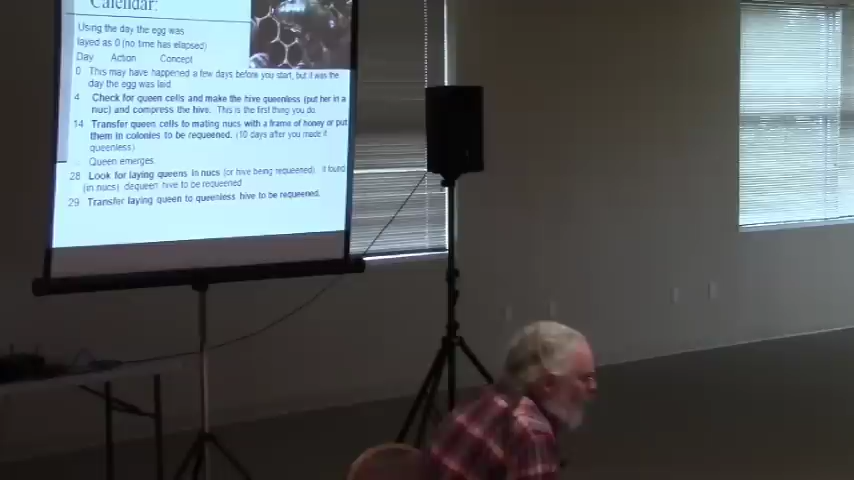 Calendar:
Using the day the egg was
layed as 0 (no time has elapsed)
Day Action Concept
0 This may have happened a few days before you start, but it was the
day the egg was laid
4 Check for queen cells and make the hive queenless (put her in a
nuc) and compress the hive. This is the first thing you do.
14 Transfer queen cells to mating nucs with a frame of honey or put
them in colonies to be requeened. (10 days after you made it
queenless)
Queen emerges.
28 Look for laying queens in nucs (or hive being requeened). If found
(in nucs) dequeen hive to be requeened
29 Transfer laying queen to queenless hive to be requeened.